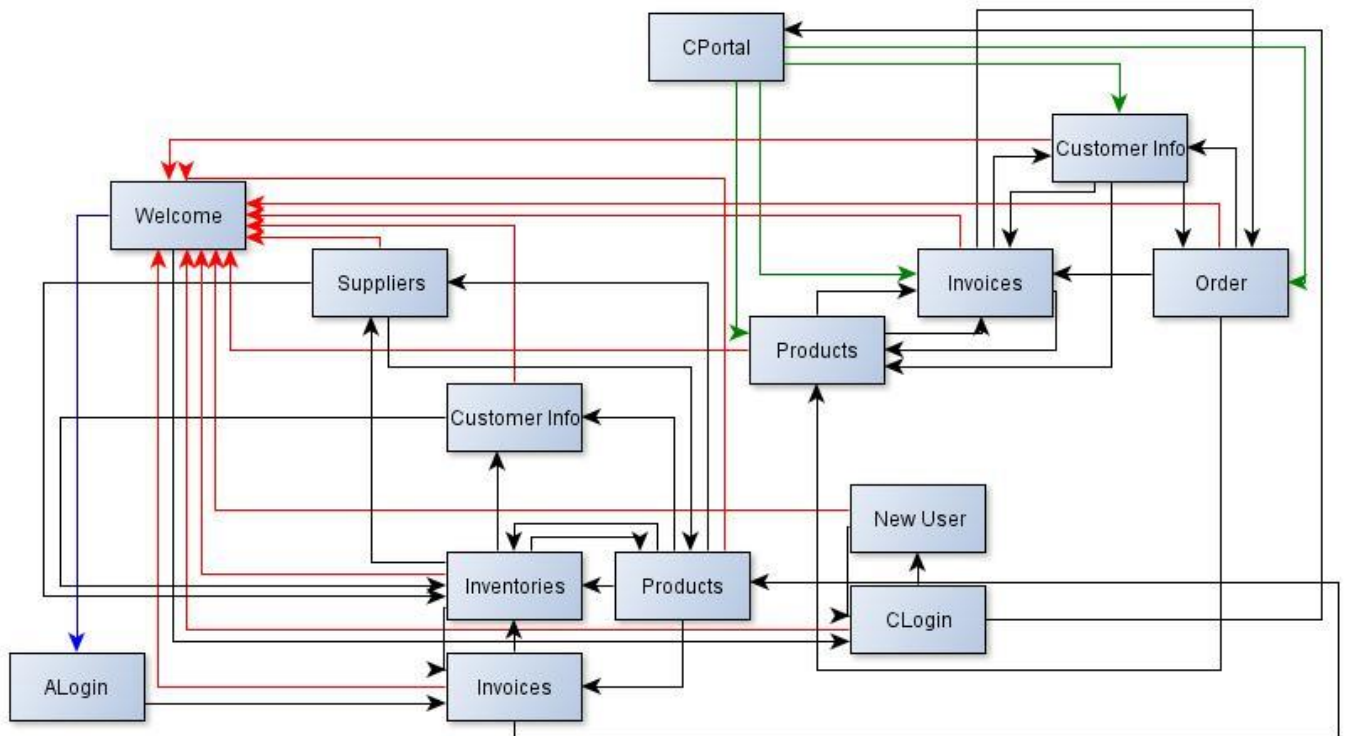 CPortal
Customer Info
Welcome
Suppliers
Invoices
Order
Products
Customer Info
New User
Inventories
Products
CLogin
ALogin
Invoices